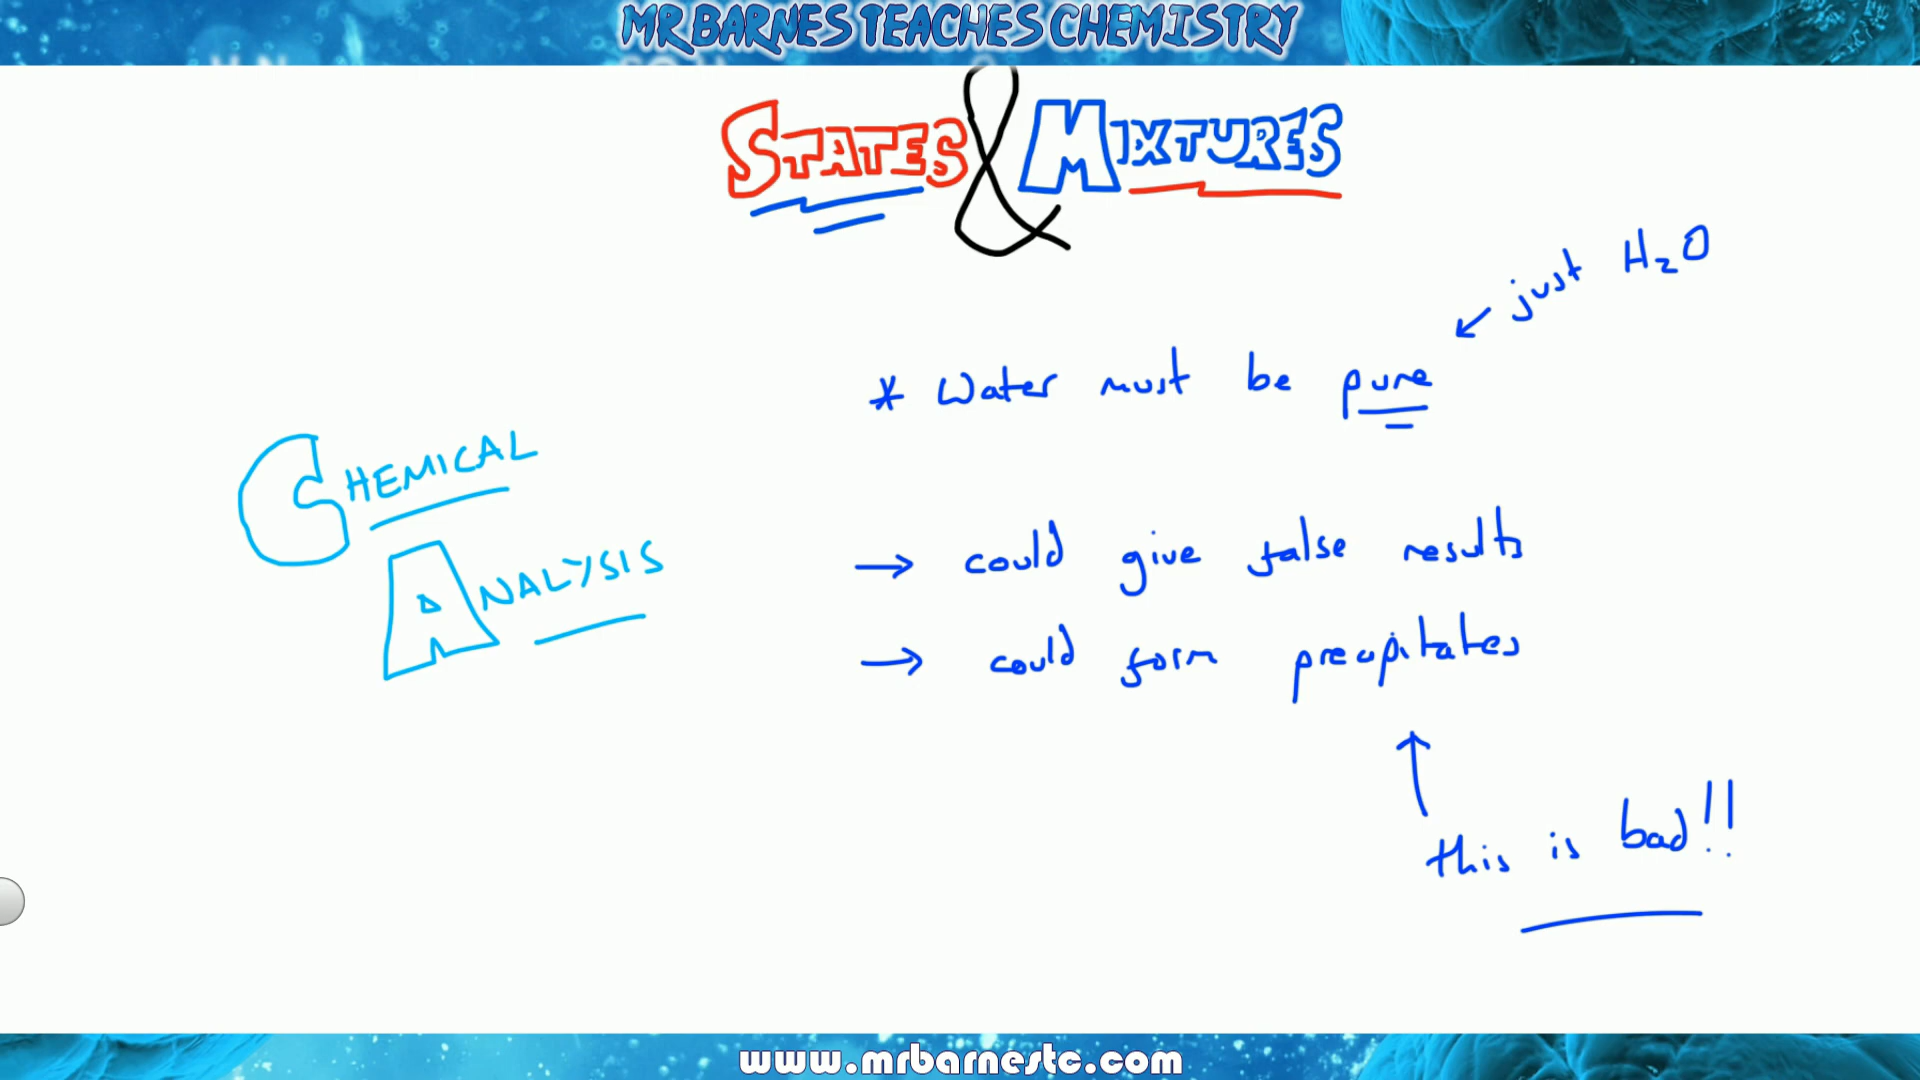 MR BARNES TEACHES CHEMISTRY
STATES & MIXTURES
just H₂O
* Water must be pure
CHEMICAL
ANALYSIS
→ could give false results
→ could form precipitates
this is bad!!
www.mrbarnestc.com